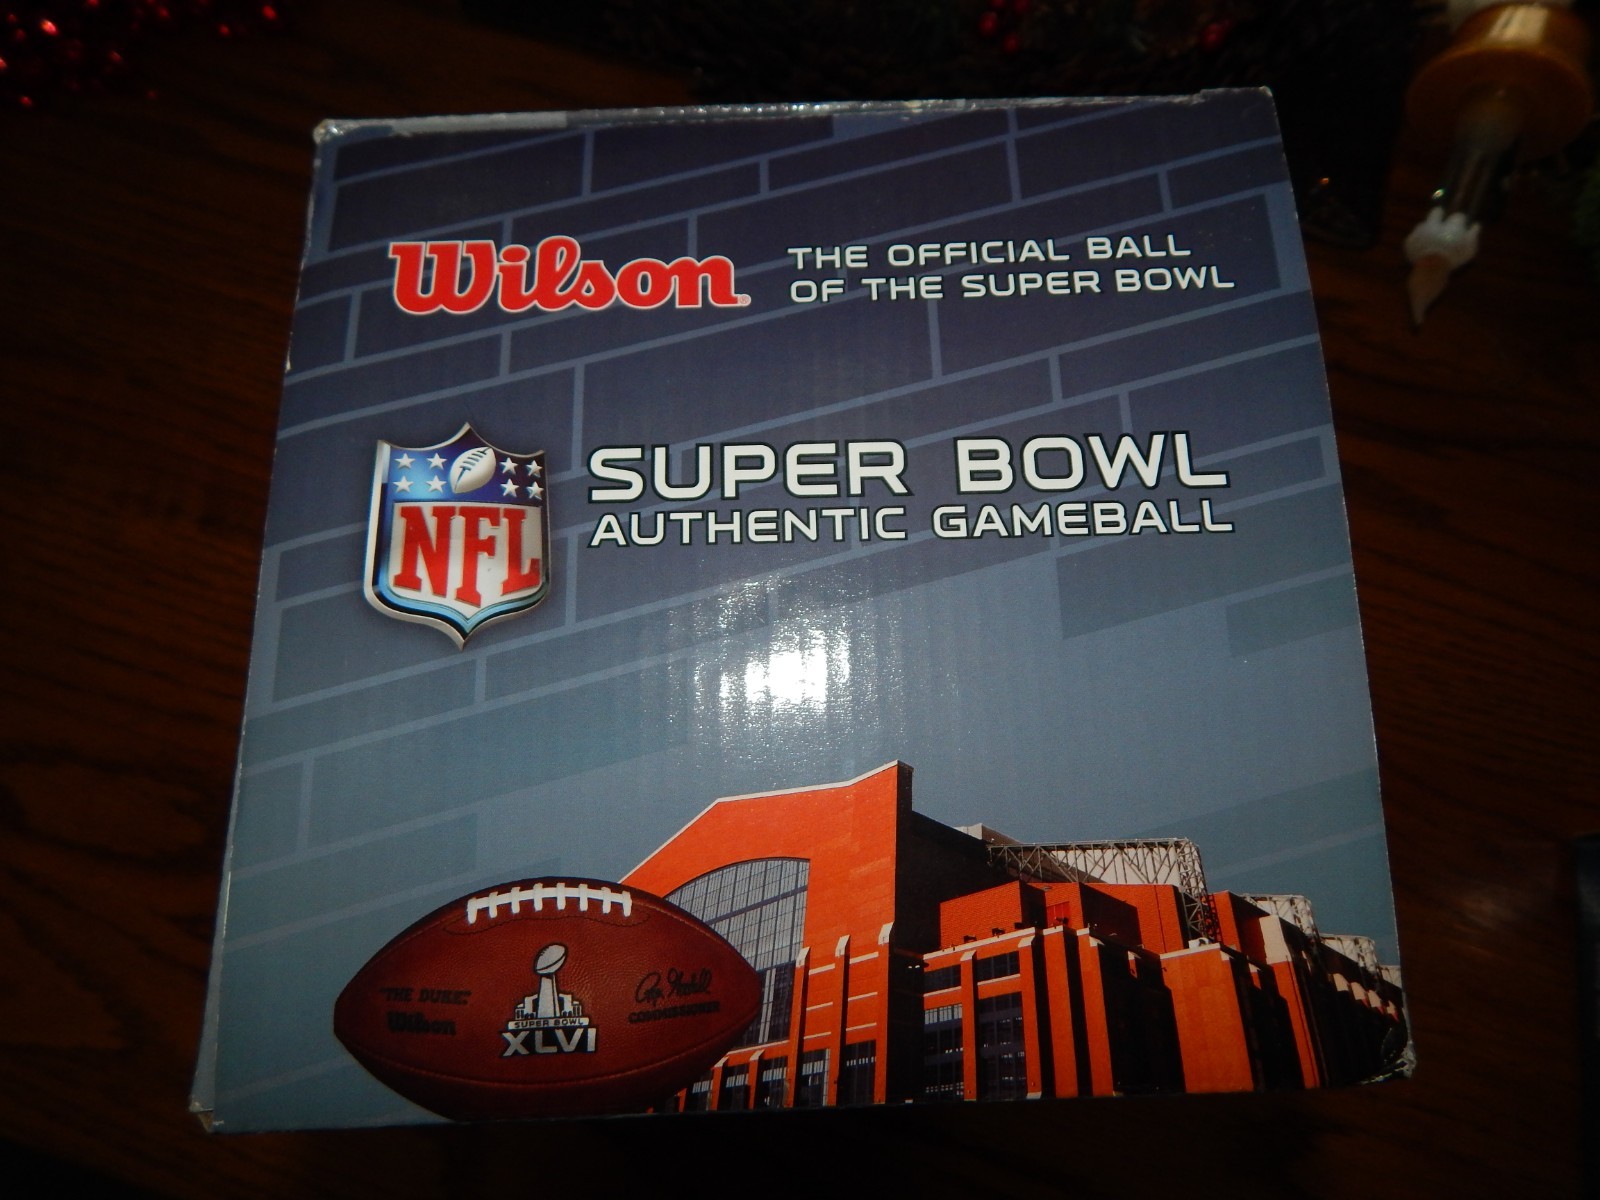 Wilson
THE OFFICIAL BALL
OF THE SUPER BOWL
NFL
SUPER BOWL
AUTHENTIC GAMEBALL
"THE DUKE"
Wilson
SUPER BOWL
XLVI
COMMISSIONER